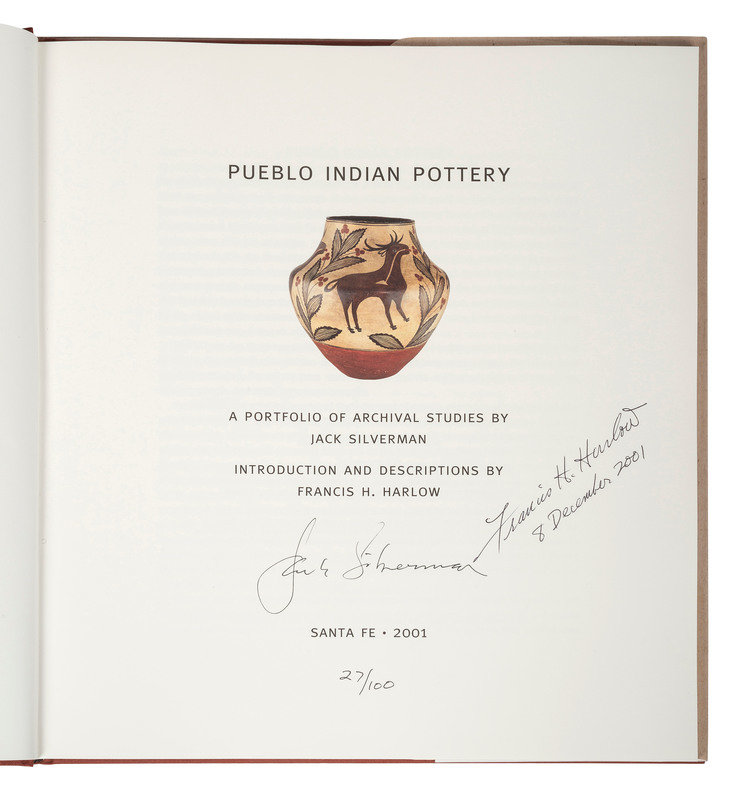 PUEBLO INDIAN POTTERY
A PORTFOLIO OF ARCHIVAL STUDIES BY
JACK SILVERMAN
INTRODUCTION AND DESCRIPTIONS BY
FRANCIS H. HARLOW
Francis H. Harlow
8 December 2001
Jack Silverman
SANTA FE • 2001
27/100